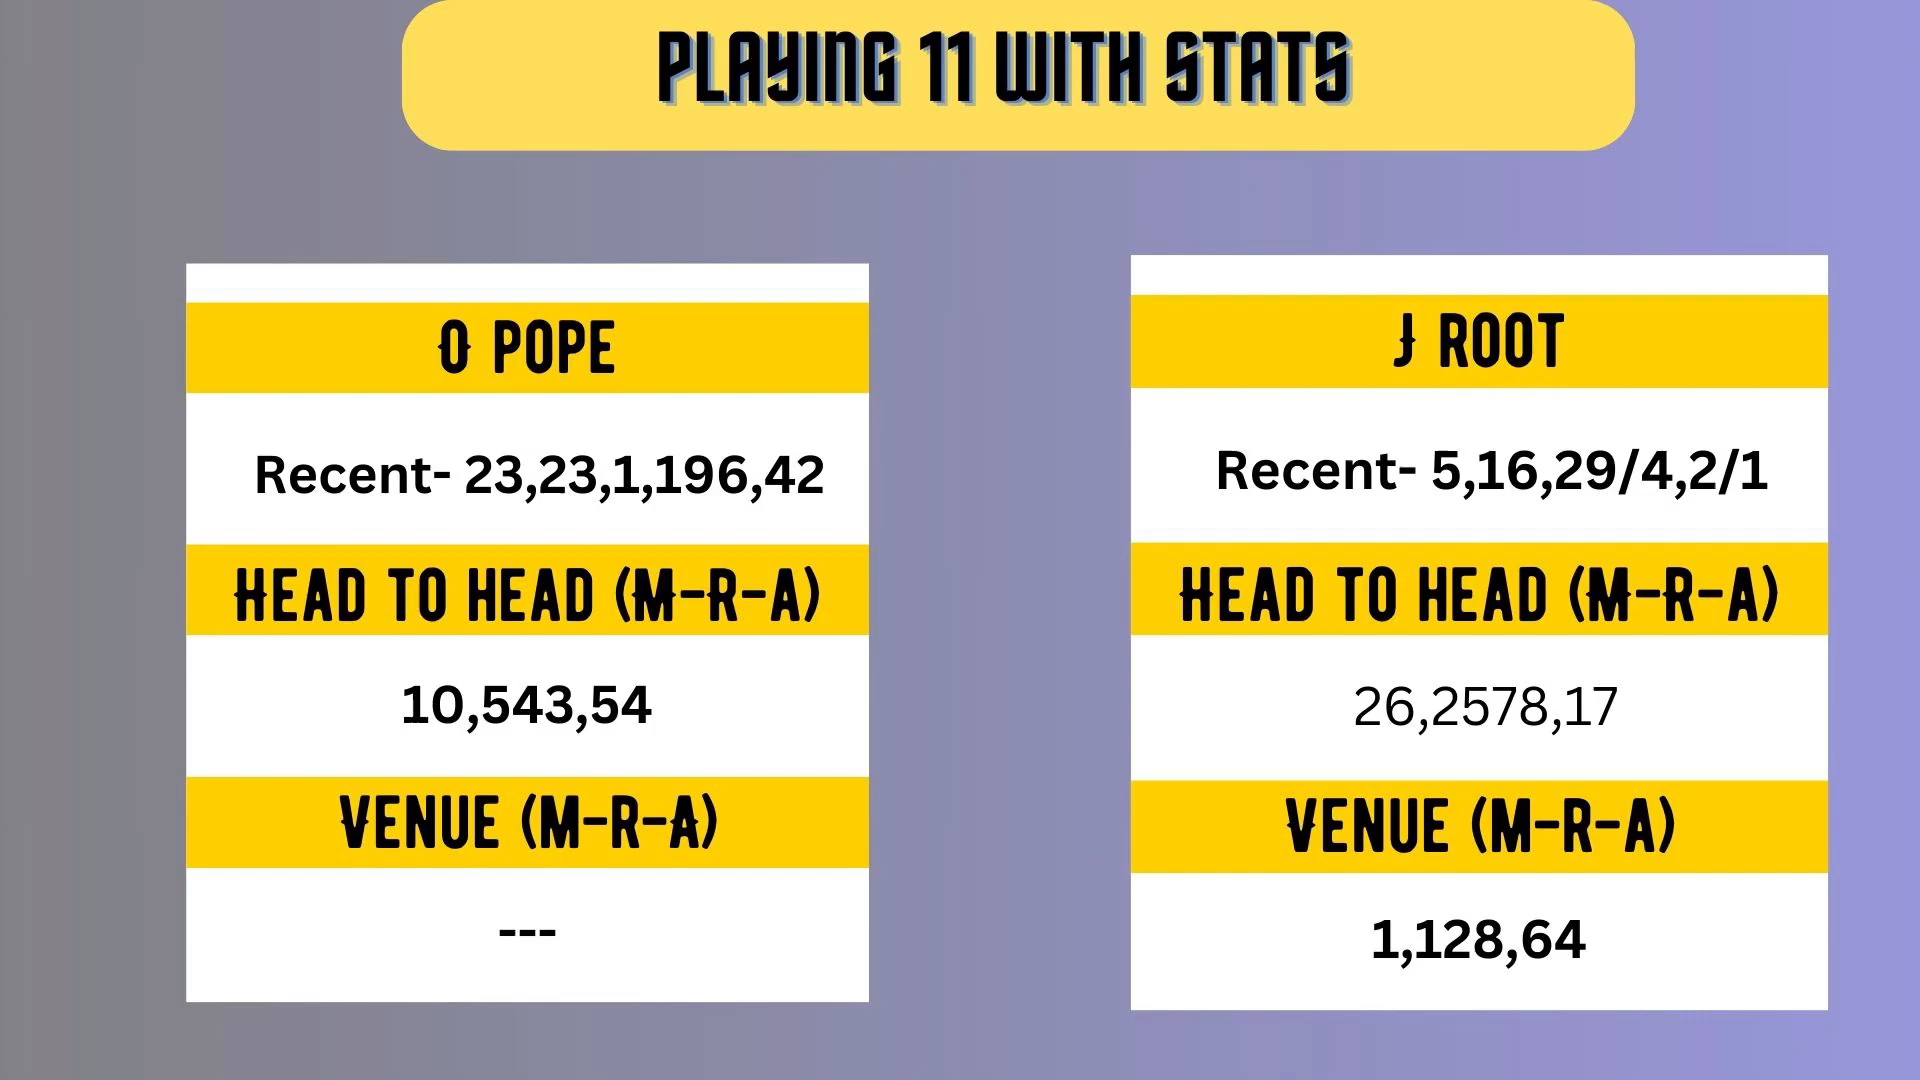 PLAYING 11 WITH STATS
O POPE
Recent- 23,23,1,196,42
HEAD TO HEAD (M-R-A)
10,543,54
VENUE (M-R-A)
---
J ROOT
Recent- 5,16,29/4,2/1
HEAD TO HEAD (M-R-A)
26,2578,17
VENUE (M-R-A)
1,128,64